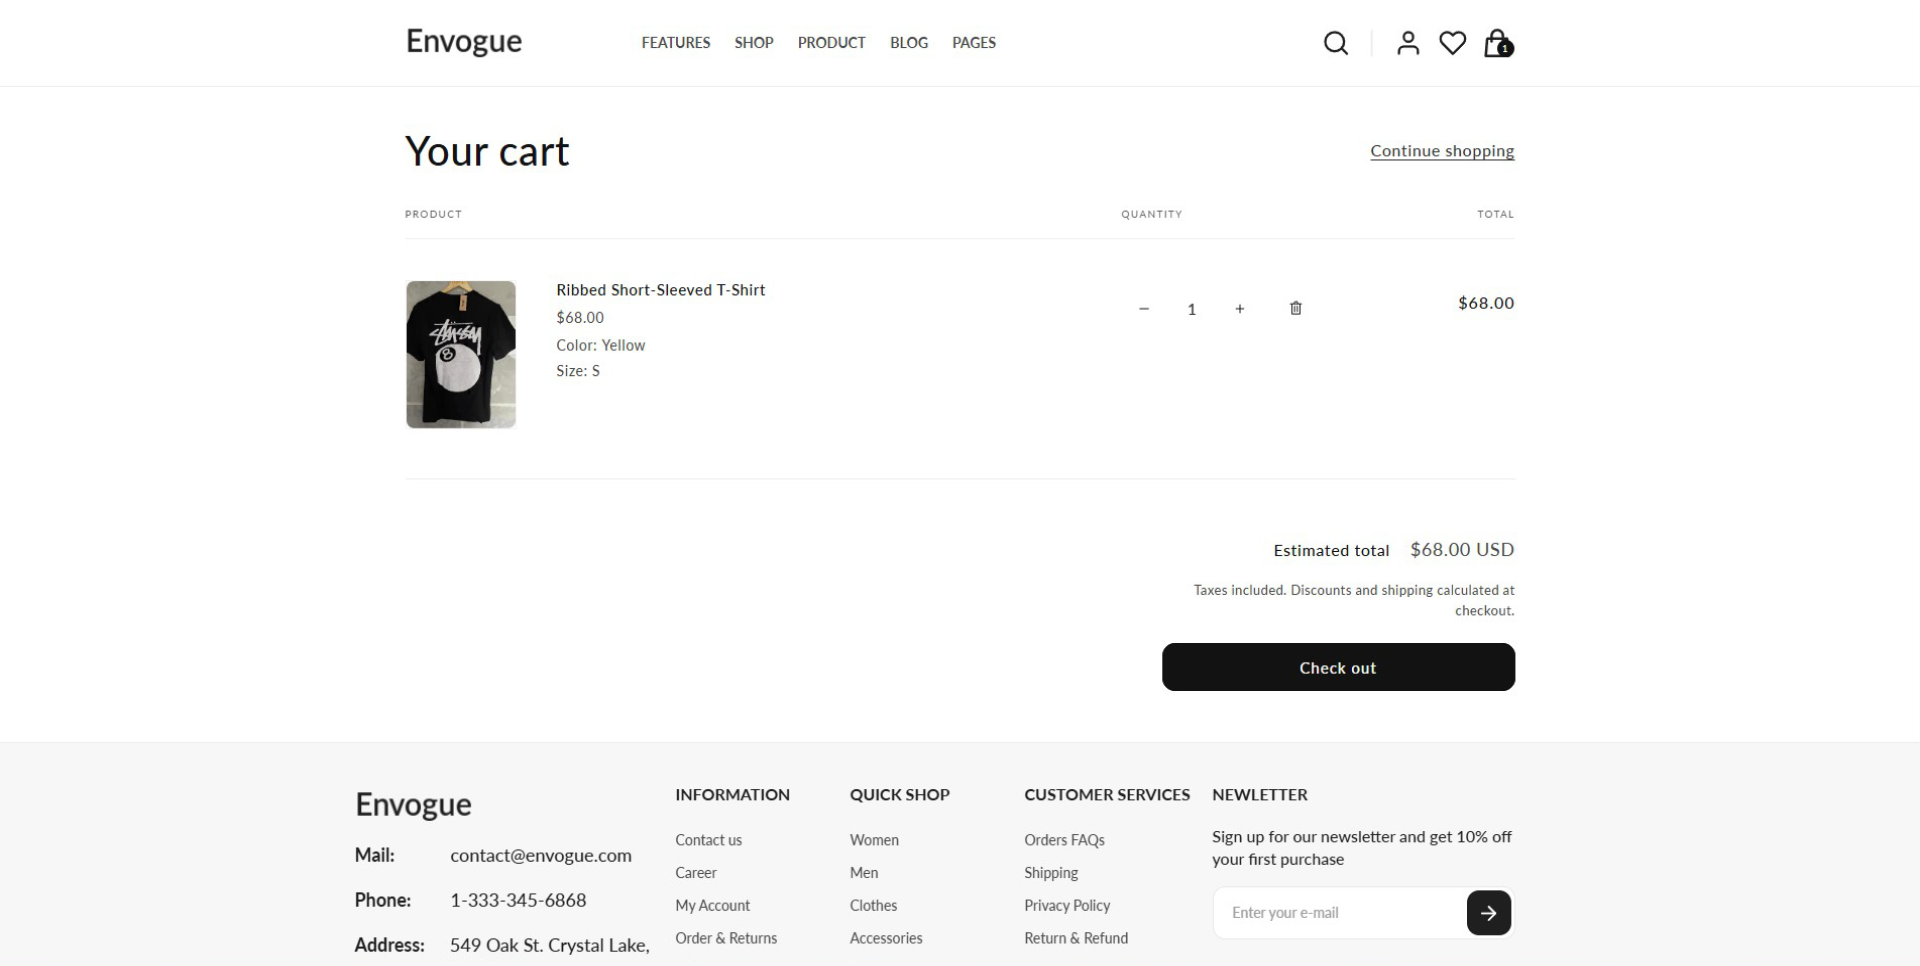 Envogue
FEATURES SHOP PRODUCT BLOG PAGES
1
Your cart
Continue shopping
PRODUCT QUANTITY TOTAL
STÜSSY
8
Ribbed Short-Sleeved T-Shirt
$68.00
Color: Yellow
Size: S
− 1 +
$68.00
Estimated total $68.00 USD
Taxes included. Discounts and shipping calculated at
checkout.
Check out
Envogue
Mail: contact@envogue.com
Phone: 1-333-345-6868
Address: 549 Oak St. Crystal Lake,
INFORMATION
Contact us
Career
My Account
Order & Returns
QUICK SHOP
Women
Men
Clothes
Accessories
CUSTOMER SERVICES
Orders FAQs
Shipping
Privacy Policy
Return & Refund
NEWLETTER
Sign up for our newsletter and get 10% off
your first purchase
Enter your e-mail